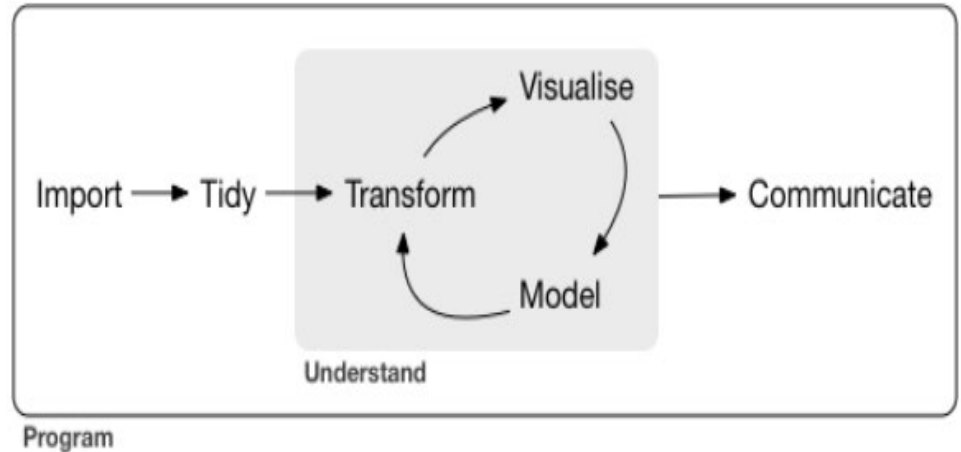 Visualise
Import Tidy Transform Communicate
Model
Understand
Program